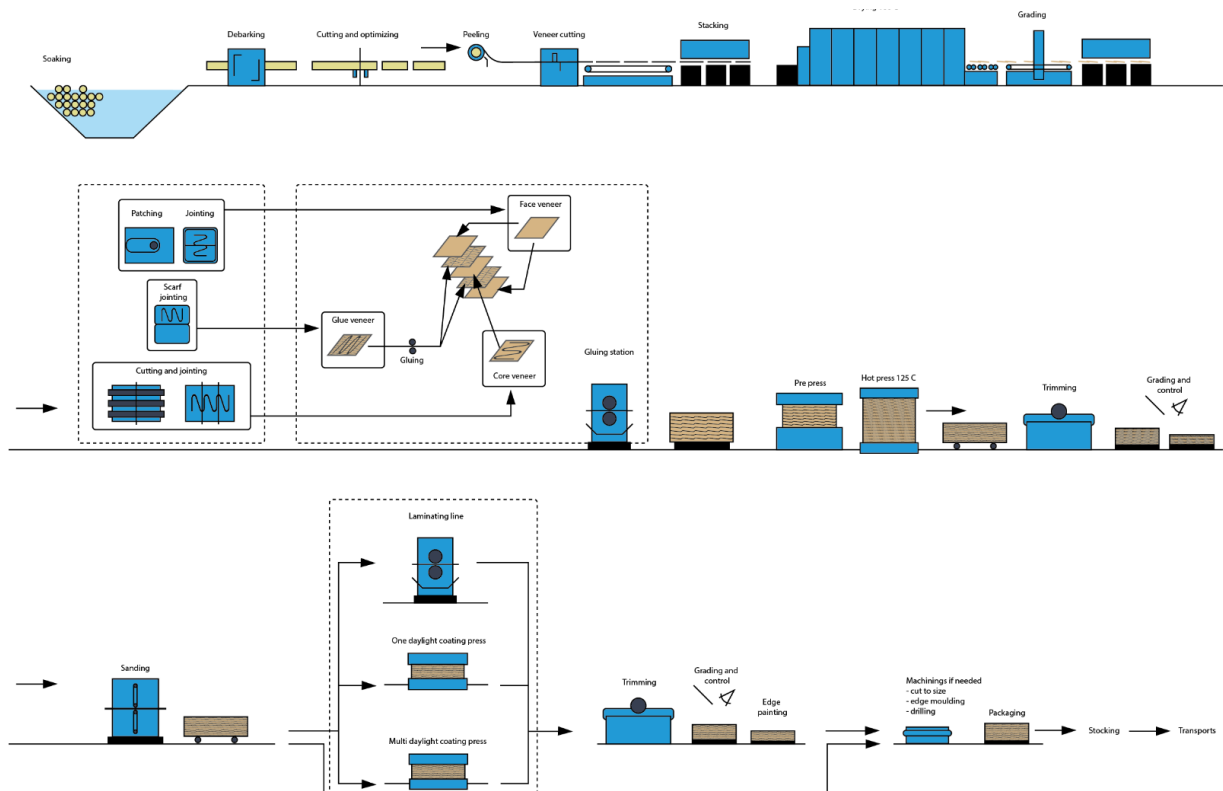 Soaking
Debarking
Cutting and optimizing
Peeling
Veneer cutting
Stacking
Grading
Patching
Jointing
Face veneer
Scarf
jointing
Glue veneer
Gluing
Cutting and jointing
Core veneer
Gluing station
Pre press
Hot press 125 C
Trimming
Grading and
control
Laminating line
One daylight coating press
Multi daylight coating press
Sanding
Trimming
Grading and
control
Edge
painting
Machinings if needed
- cut to size
- edge moulding
- drilling
Packaging
Stocking
Transports